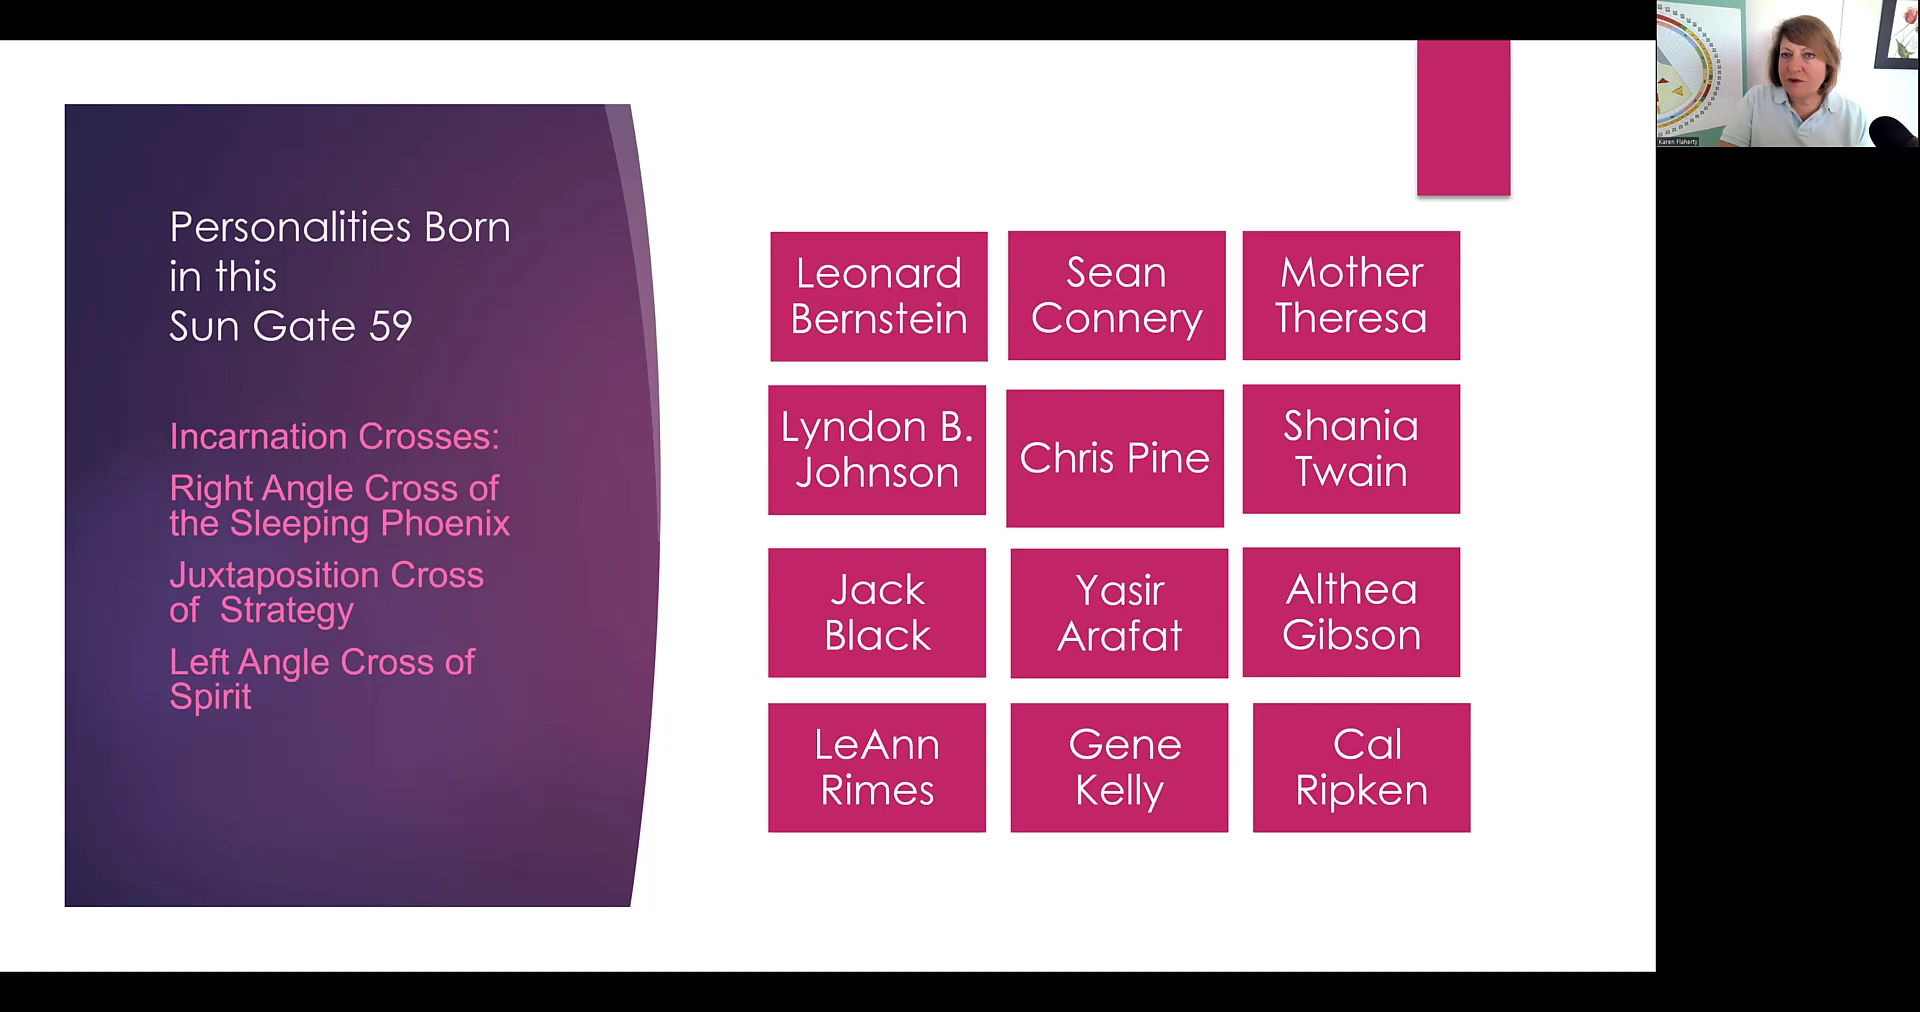 Personalities Born
in this
Sun Gate 59
Incarnation Crosses:
Right Angle Cross of
the Sleeping Phoenix
Juxtaposition Cross
of  Strategy
Left Angle Cross of
Spirit
Leonard
Bernstein
Sean
Connery
Mother
Theresa
Lyndon B.
Johnson
Chris Pine
Shania
Twain
Jack
Black
Yasir
Arafat
Althea
Gibson
LeAnn
Rimes
Gene
Kelly
Cal
Ripken
Karen Flaherty